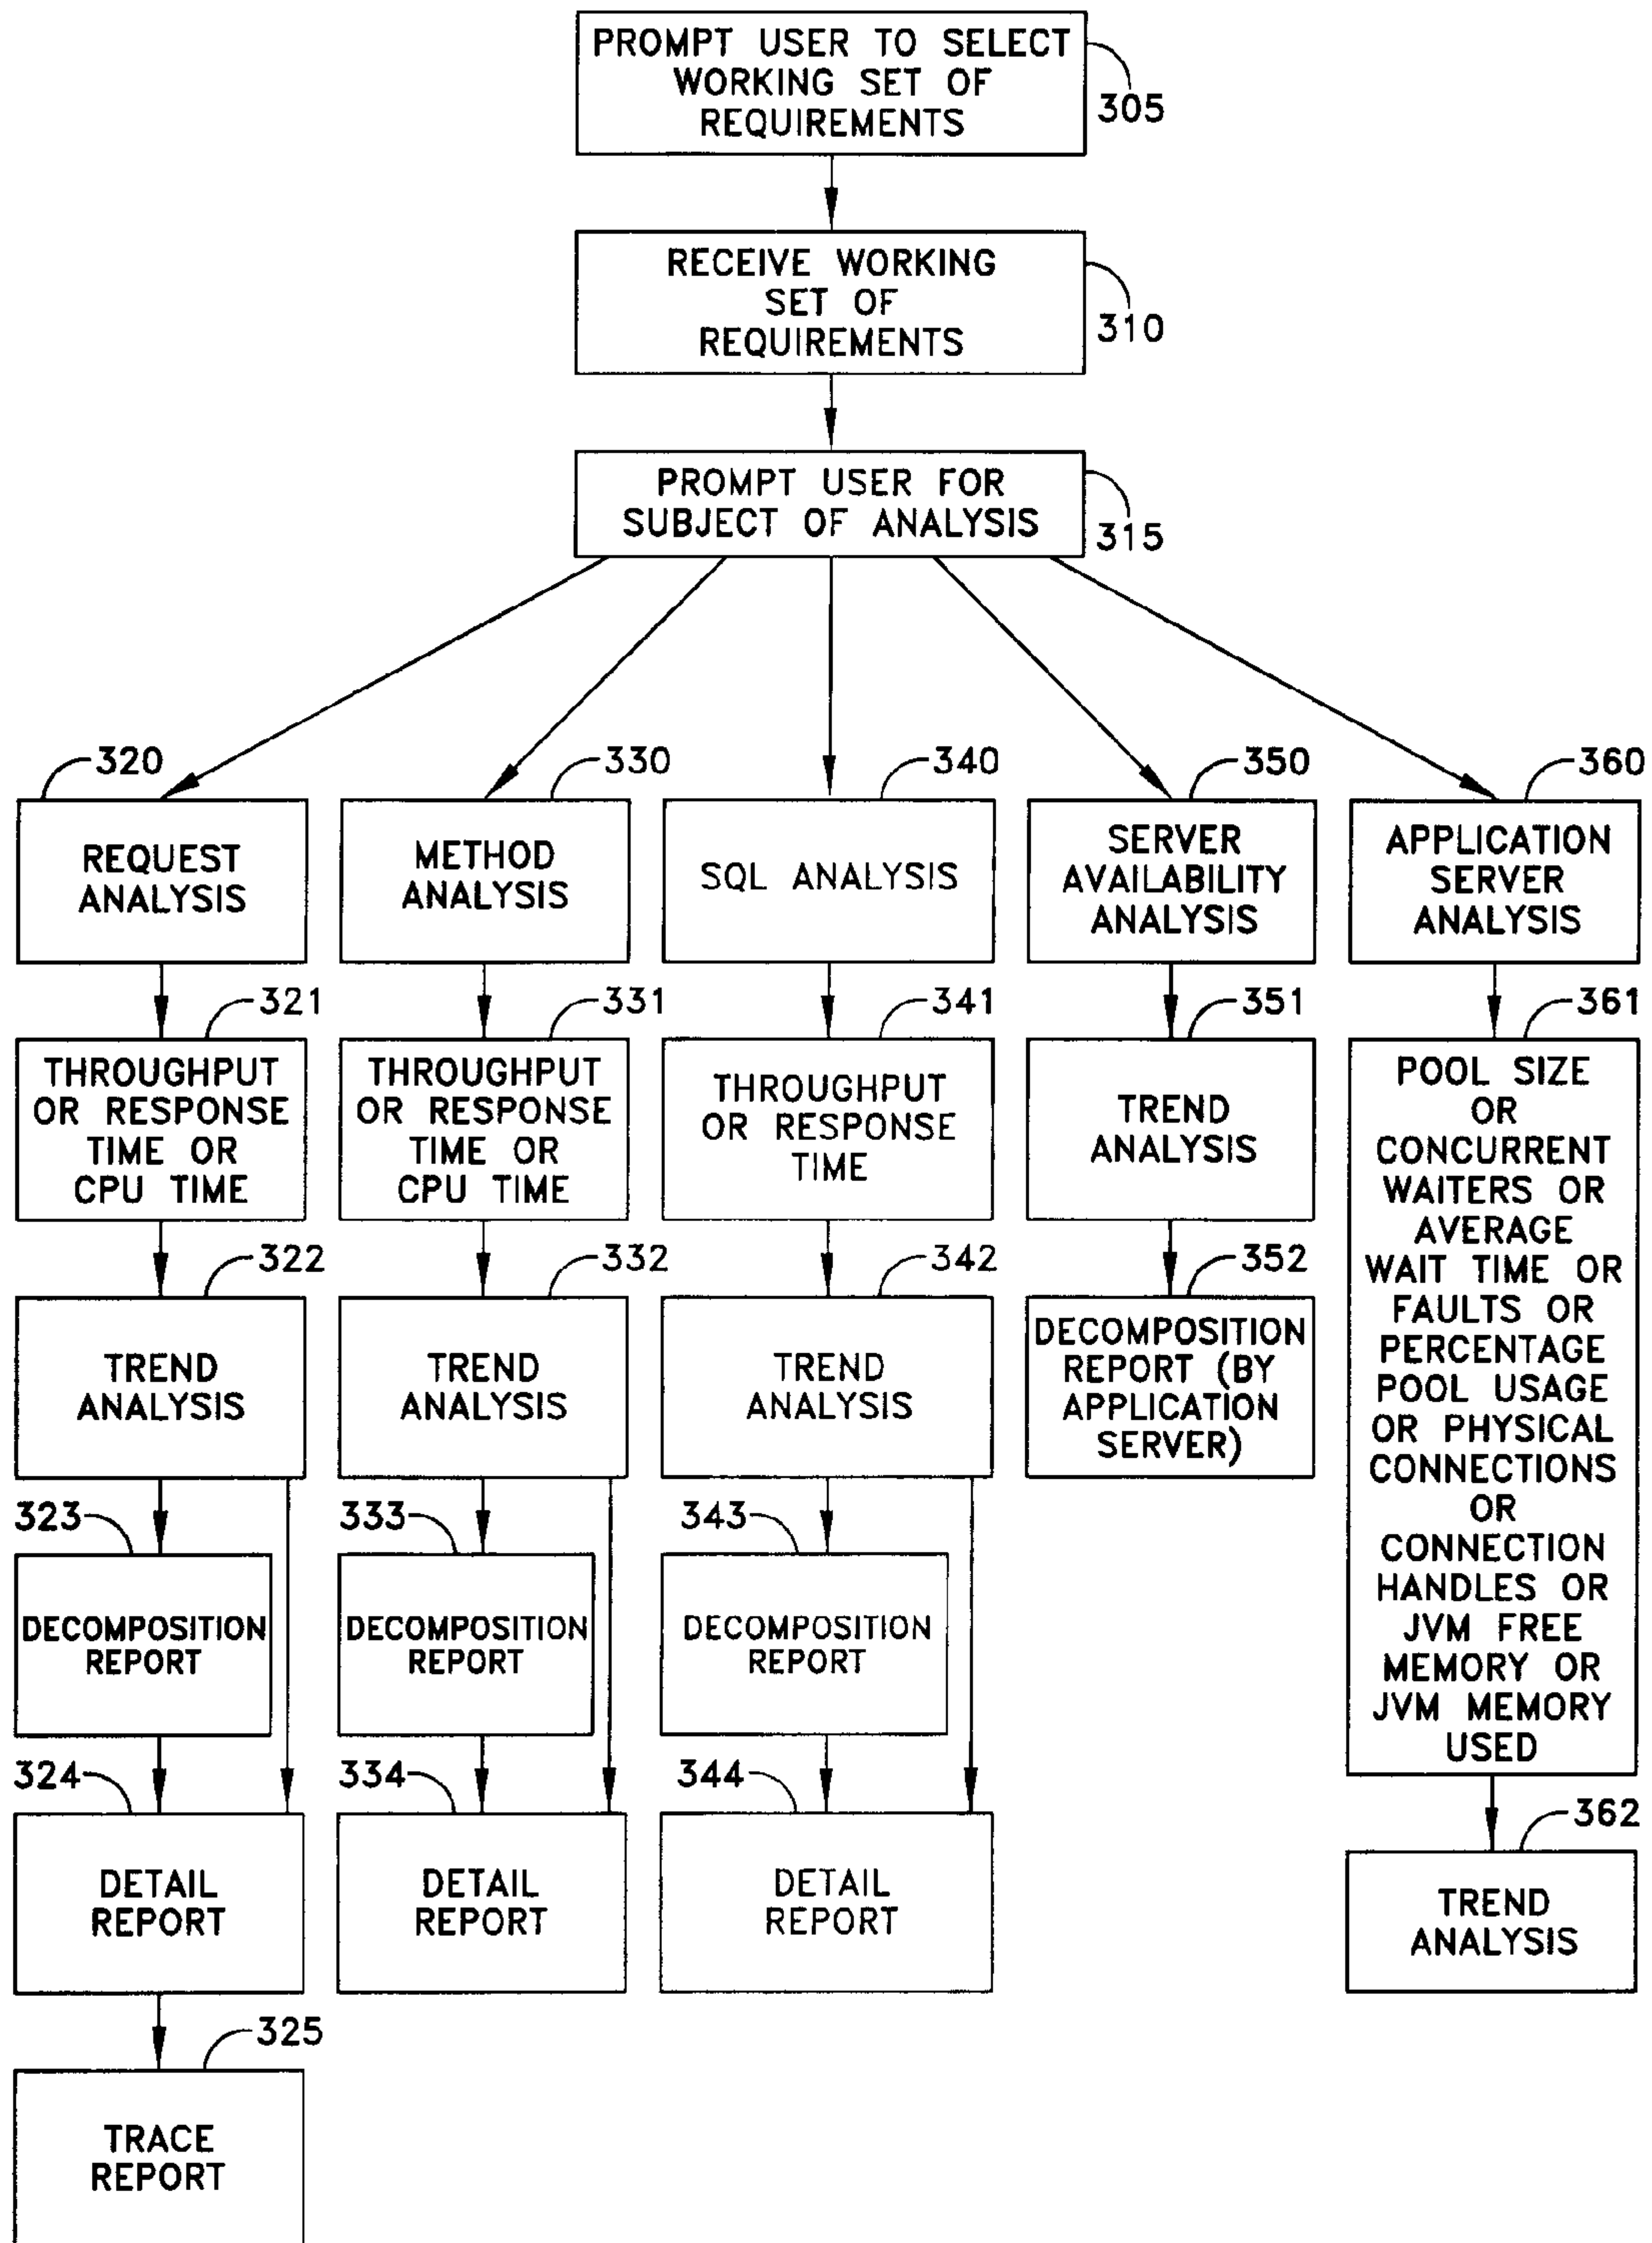 PROMPT USER TO SELECT
WORKING SET OF
REQUIREMENTS
305
RECEIVE WORKING
SET OF
REQUIREMENTS
310
PROMPT USER FOR
SUBJECT OF ANALYSIS
315
320
REQUEST
ANALYSIS
321
THROUGHPUT
OR RESPONSE
TIME OR
CPU TIME
322
TREND
ANALYSIS
323
DECOMPOSITION
REPORT
324
DETAIL
REPORT
325
TRACE
REPORT
330
METHOD
ANALYSIS
331
THROUGHPUT
OR RESPONSE
TIME OR
CPU TIME
332
TREND
ANALYSIS
333
DECOMPOSITION
REPORT
334
DETAIL
REPORT
340
SQL ANALYSIS
341
THROUGHPUT
OR RESPONSE
TIME
342
TREND
ANALYSIS
343
DECOMPOSITION
REPORT
344
DETAIL
REPORT
350
SERVER
AVAILABILITY
ANALYSIS
351
TREND
ANALYSIS
352
DECOMPOSITION
REPORT (BY
APPLICATION
SERVER)
360
APPLICATION
SERVER
ANALYSIS
361
POOL SIZE
OR
CONCURRENT
WAITERS OR
AVERAGE
WAIT TIME OR
FAULTS OR
PERCENTAGE
POOL USAGE
OR PHYSICAL
CONNECTIONS
OR
CONNECTION
HANDLES OR
JVM FREE
MEMORY OR
JVM MEMORY
USED
362
TREND
ANALYSIS